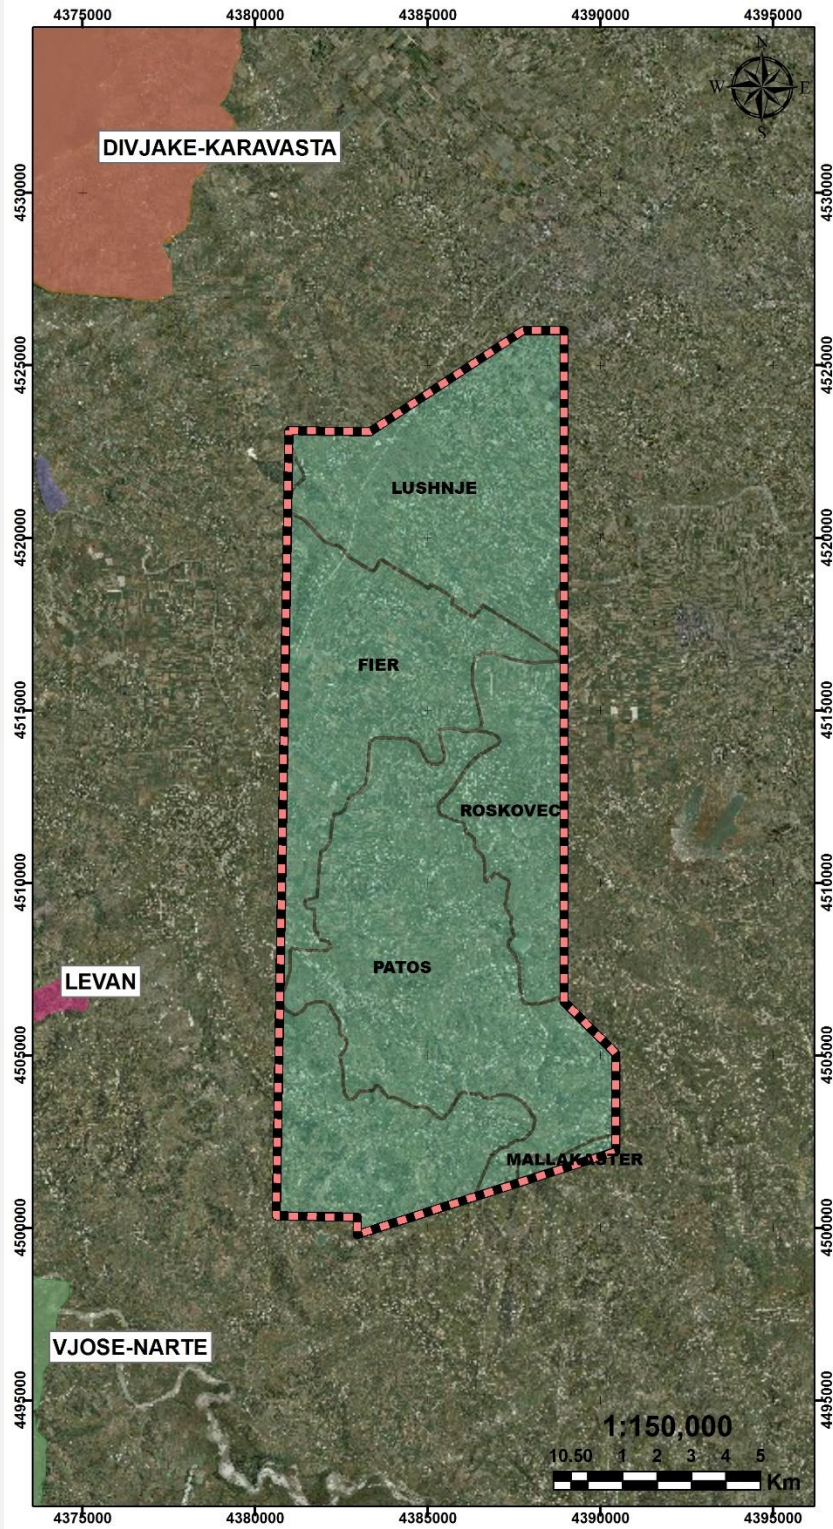 4375000 4380000 4385000 4390000 4395000
N
W E
S
DIVJAKE-KARAVASTA
4530000 4530000
4525000 4525000
LUSHNJE
4520000 4520000
FIER
4515000 4515000
ROSKOVEC
4510000 4510000
PATOS
LEVAN
4505000 4505000
MALLAKASTER
4500000 4500000
VJOSE-NARTE
4495000 4495000
1:150,000
10.50 1 2 3 4 5
Km
4375000 4380000 4385000 4390000 4395000